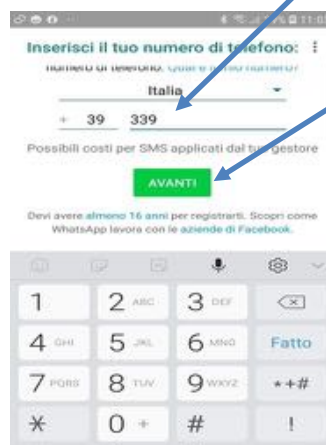 11:0
Inserisci il tuo numero di telefono:
numero di telefono. Qual è il mio numero?
Italia
+ 39 339
Possibili costi per SMS applicati dal tuo gestore
AVANTI
Devi avere almeno 16 anni per registrarti. Scopri come
WhatsApp lavora con le aziende di Facebook.
1 2 ABC 3 DEF
4 GHI 5 JKL 6 MNO Fatto
7 PQRS 8 TUV 9 WXYZ *+#
* 0 + # !